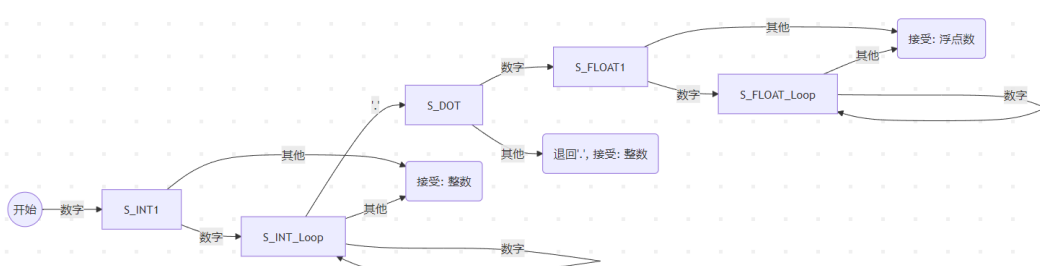 其他
接受: 浮点数
其他
数字
S_FLOAT1
数字
S_FLOAT_Loop
数字
'.'
S_DOT
其他
退回'.', 接受: 整数
其他
接受: 整数
开始
数字
S_INT1
其他
数字
S_INT_Loop
数字